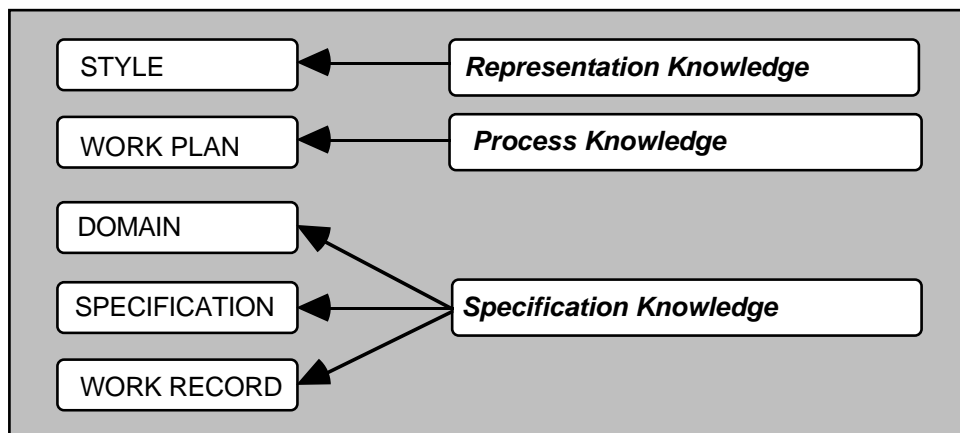 STYLE
Representation Knowledge
WORK PLAN
Process Knowledge
DOMAIN
SPECIFICATION
Specification Knowledge
WORK RECORD